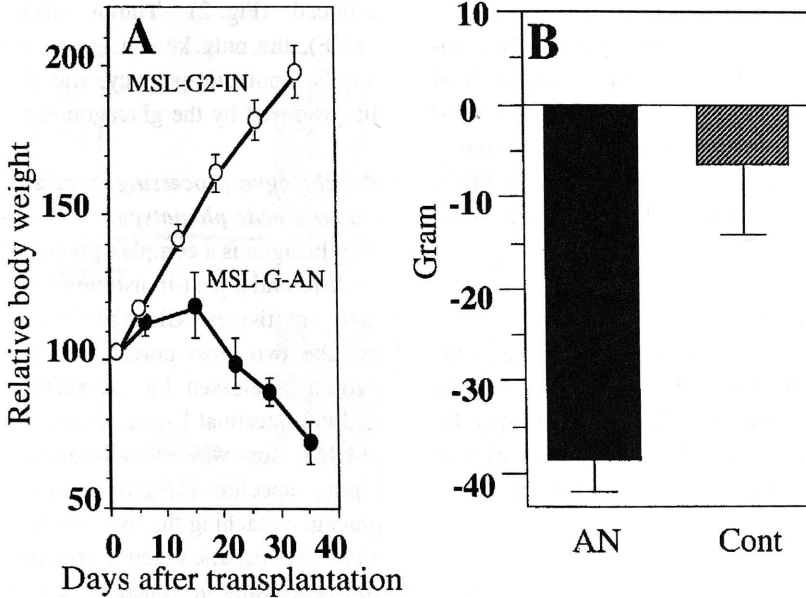 A
B
MSL-G2-IN
MSL-G-AN
Relative body weight
200
150
100
50
0
10
20
30
40
Days after transplantation
Gram
10
0
-10
-20
-30
-40
AN
Cont